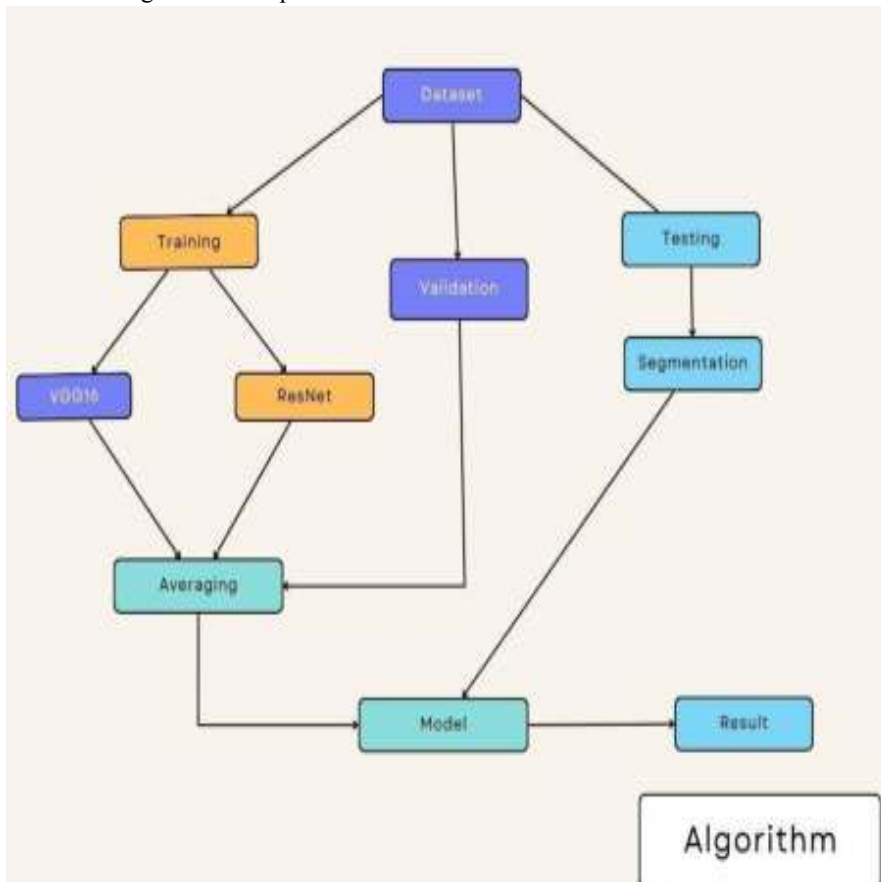 Dataset
Training
Testing
Validation
Segmentation
VGG16
ResNet
Averaging
Model
Result
Algorithm